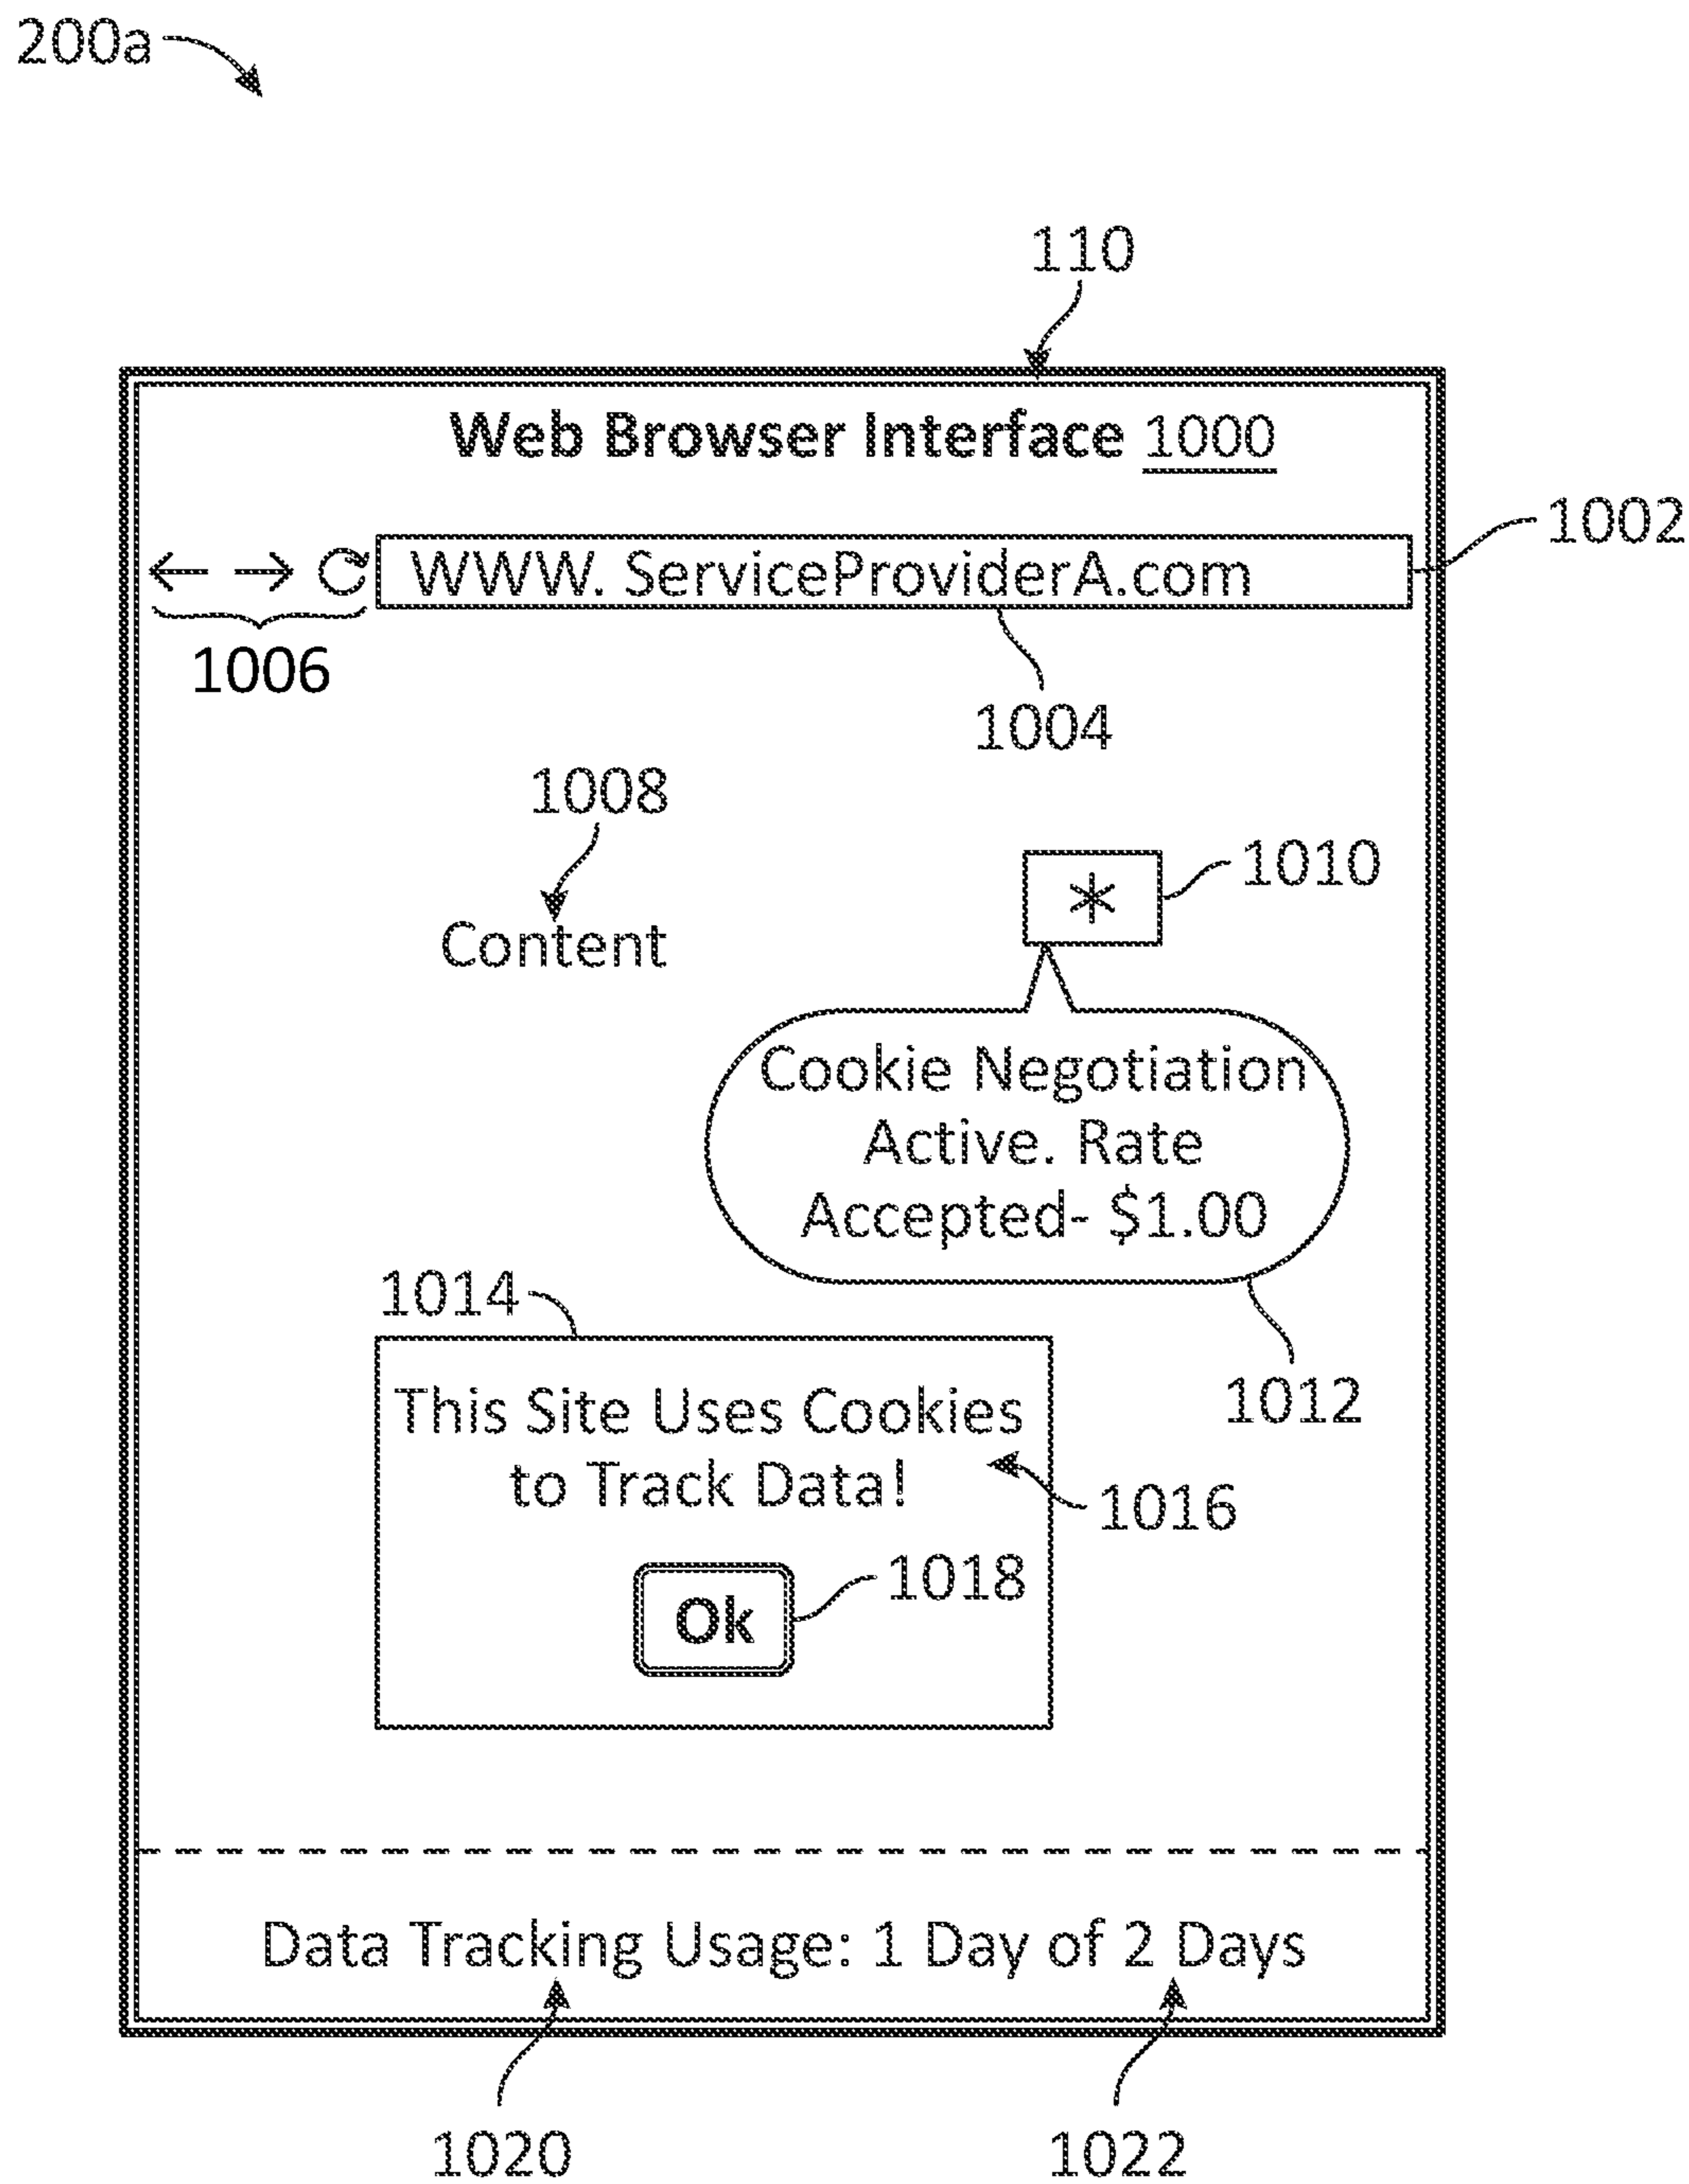 200a
110
Web Browser Interface 1000
1002
WWW. ServiceProviderA.com
1006
1004
1008
1010
*
Content
Cookie Negotiation
Active. Rate
Accepted- $1.00
1014
1012
This Site Uses Cookies
to Track Data!
1016
1018
Ok
Data Tracking Usage: 1 Day of 2 Days
1020
1022